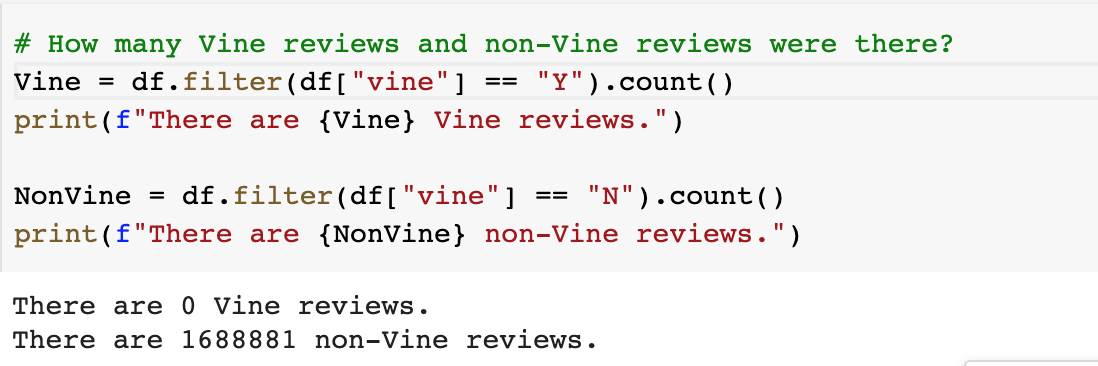 # How many Vine reviews and non-Vine reviews were there?
Vine = df.filter(df["vine"] == "Y").count()
print(f"There are {Vine} Vine reviews.")
NonVine = df.filter(df["vine"] == "N").count()
print(f"There are {NonVine} non-Vine reviews.")
There are 0 Vine reviews.
There are 1688881 non-Vine reviews.